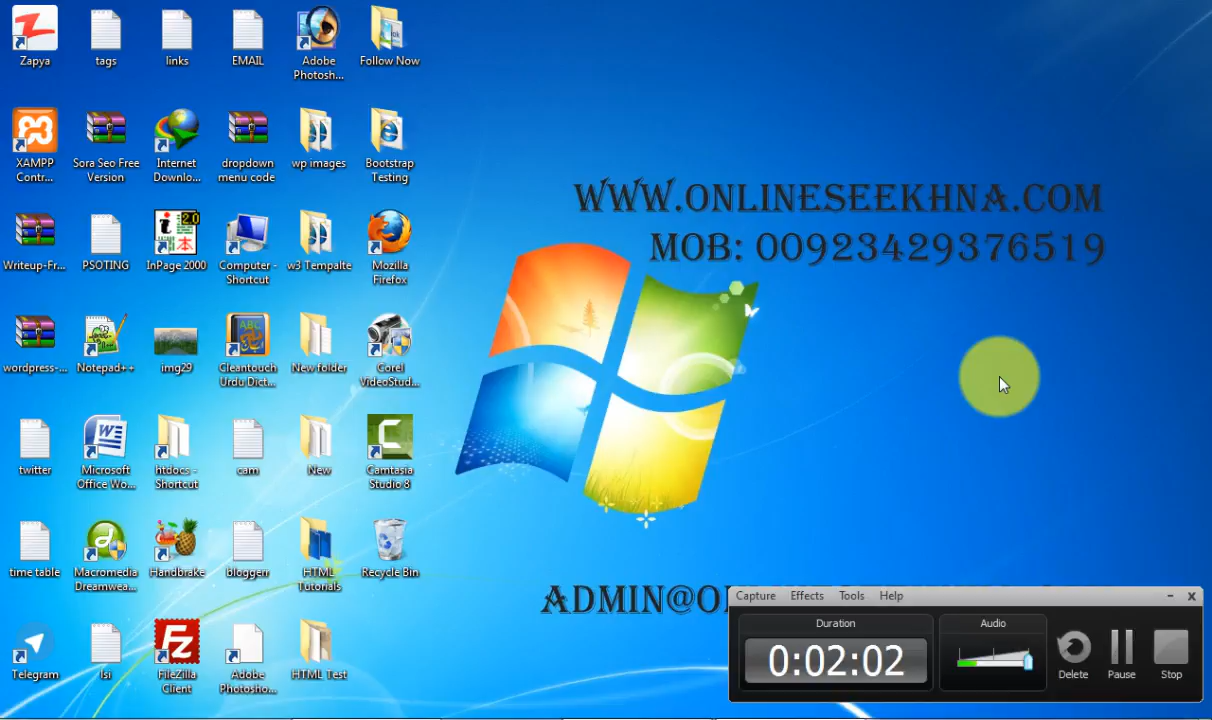 Zapya
tags
links
EMAIL
Adobe
Photosh...
Follow Now
XAMPP
Contr...
Sora Seo Free
Version
Internet
Downlo...
dropdown
menu code
wp images
Bootstrap
Testing
Writeup-Fr...
PSOTING
InPage 2000
Computer -
Shortcut
w3 Tempalte
Mozilla
Firefox
wordpress-...
Notepad++
img29
Cleantouch
Urdu Dict...
New folder
Corel
VideoStud...
twitter
Microsoft
Office Wo...
htdocs -
Shortcut
cam
New
Camtasia
Studio 8
time table
Macromedia
Dreamwea...
Handbrake
bloggerr
HTML
Tutorials
Recycle Bin
Telegram
lsi
FileZilla
Client
Adobe
Photosho...
HTML Test
WWW.ONLINESEEKHNA.COM
MOB: 00923429376519
ADMIN@O
Capture Effects Tools Help
Duration
0:02:02
Audio
Delete
Pause
Stop